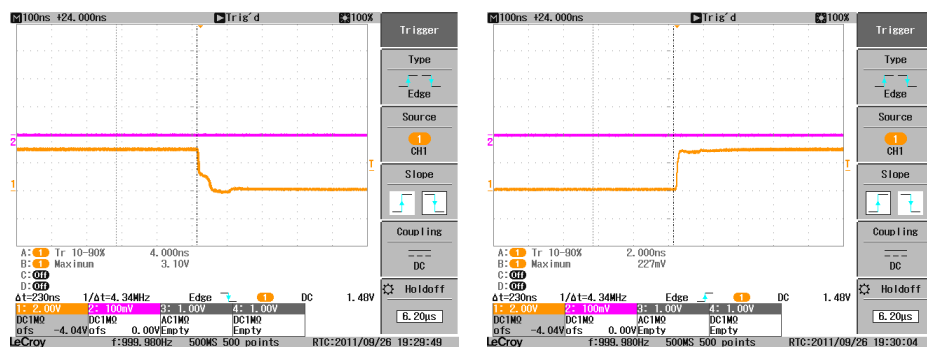 M100ns +24.000ns Trig'd 100%
Trigger
Type
Edge
Source
1
CH1
Slope
Coupling
DC
Holdoff
6.20µs
2
1
T
A: 1 Tr 10-90% 4.000ns
B: 1 Maximum 3.10V
C: Off
D: Off
Δt=230ns 1/Δt=4.34MHz Edge 1 DC 1.48V
1: 2.00V 2: 100mV 3: 1.00V 4: 1.00V
DC1MΩ DC1MΩ AC1MΩ DC1MΩ
ofs -4.04V ofs 0.00V Empty Empty
LeCroy f:999.980Hz 500MS 500 points RTC:2011/09/26 19:29:49
M100ns +24.000ns Trig'd 100%
Trigger
Type
Edge
Source
1
CH1
Slope
Coupling
DC
Holdoff
6.20µs
2
1
T
A: 1 Tr 10-90% 2.000ns
B: 1 Maximum 227mV
C: Off
D: Off
Δt=230ns 1/Δt=4.34MHz Edge 1 DC 1.48V
1: 2.00V 2: 100mV 3: 1.00V 4: 1.00V
DC1MΩ DC1MΩ AC1MΩ DC1MΩ
ofs -4.04V ofs 0.00V Empty Empty
LeCroy f:999.980Hz 500MS 500 points RTC:2011/09/26 19:30:04